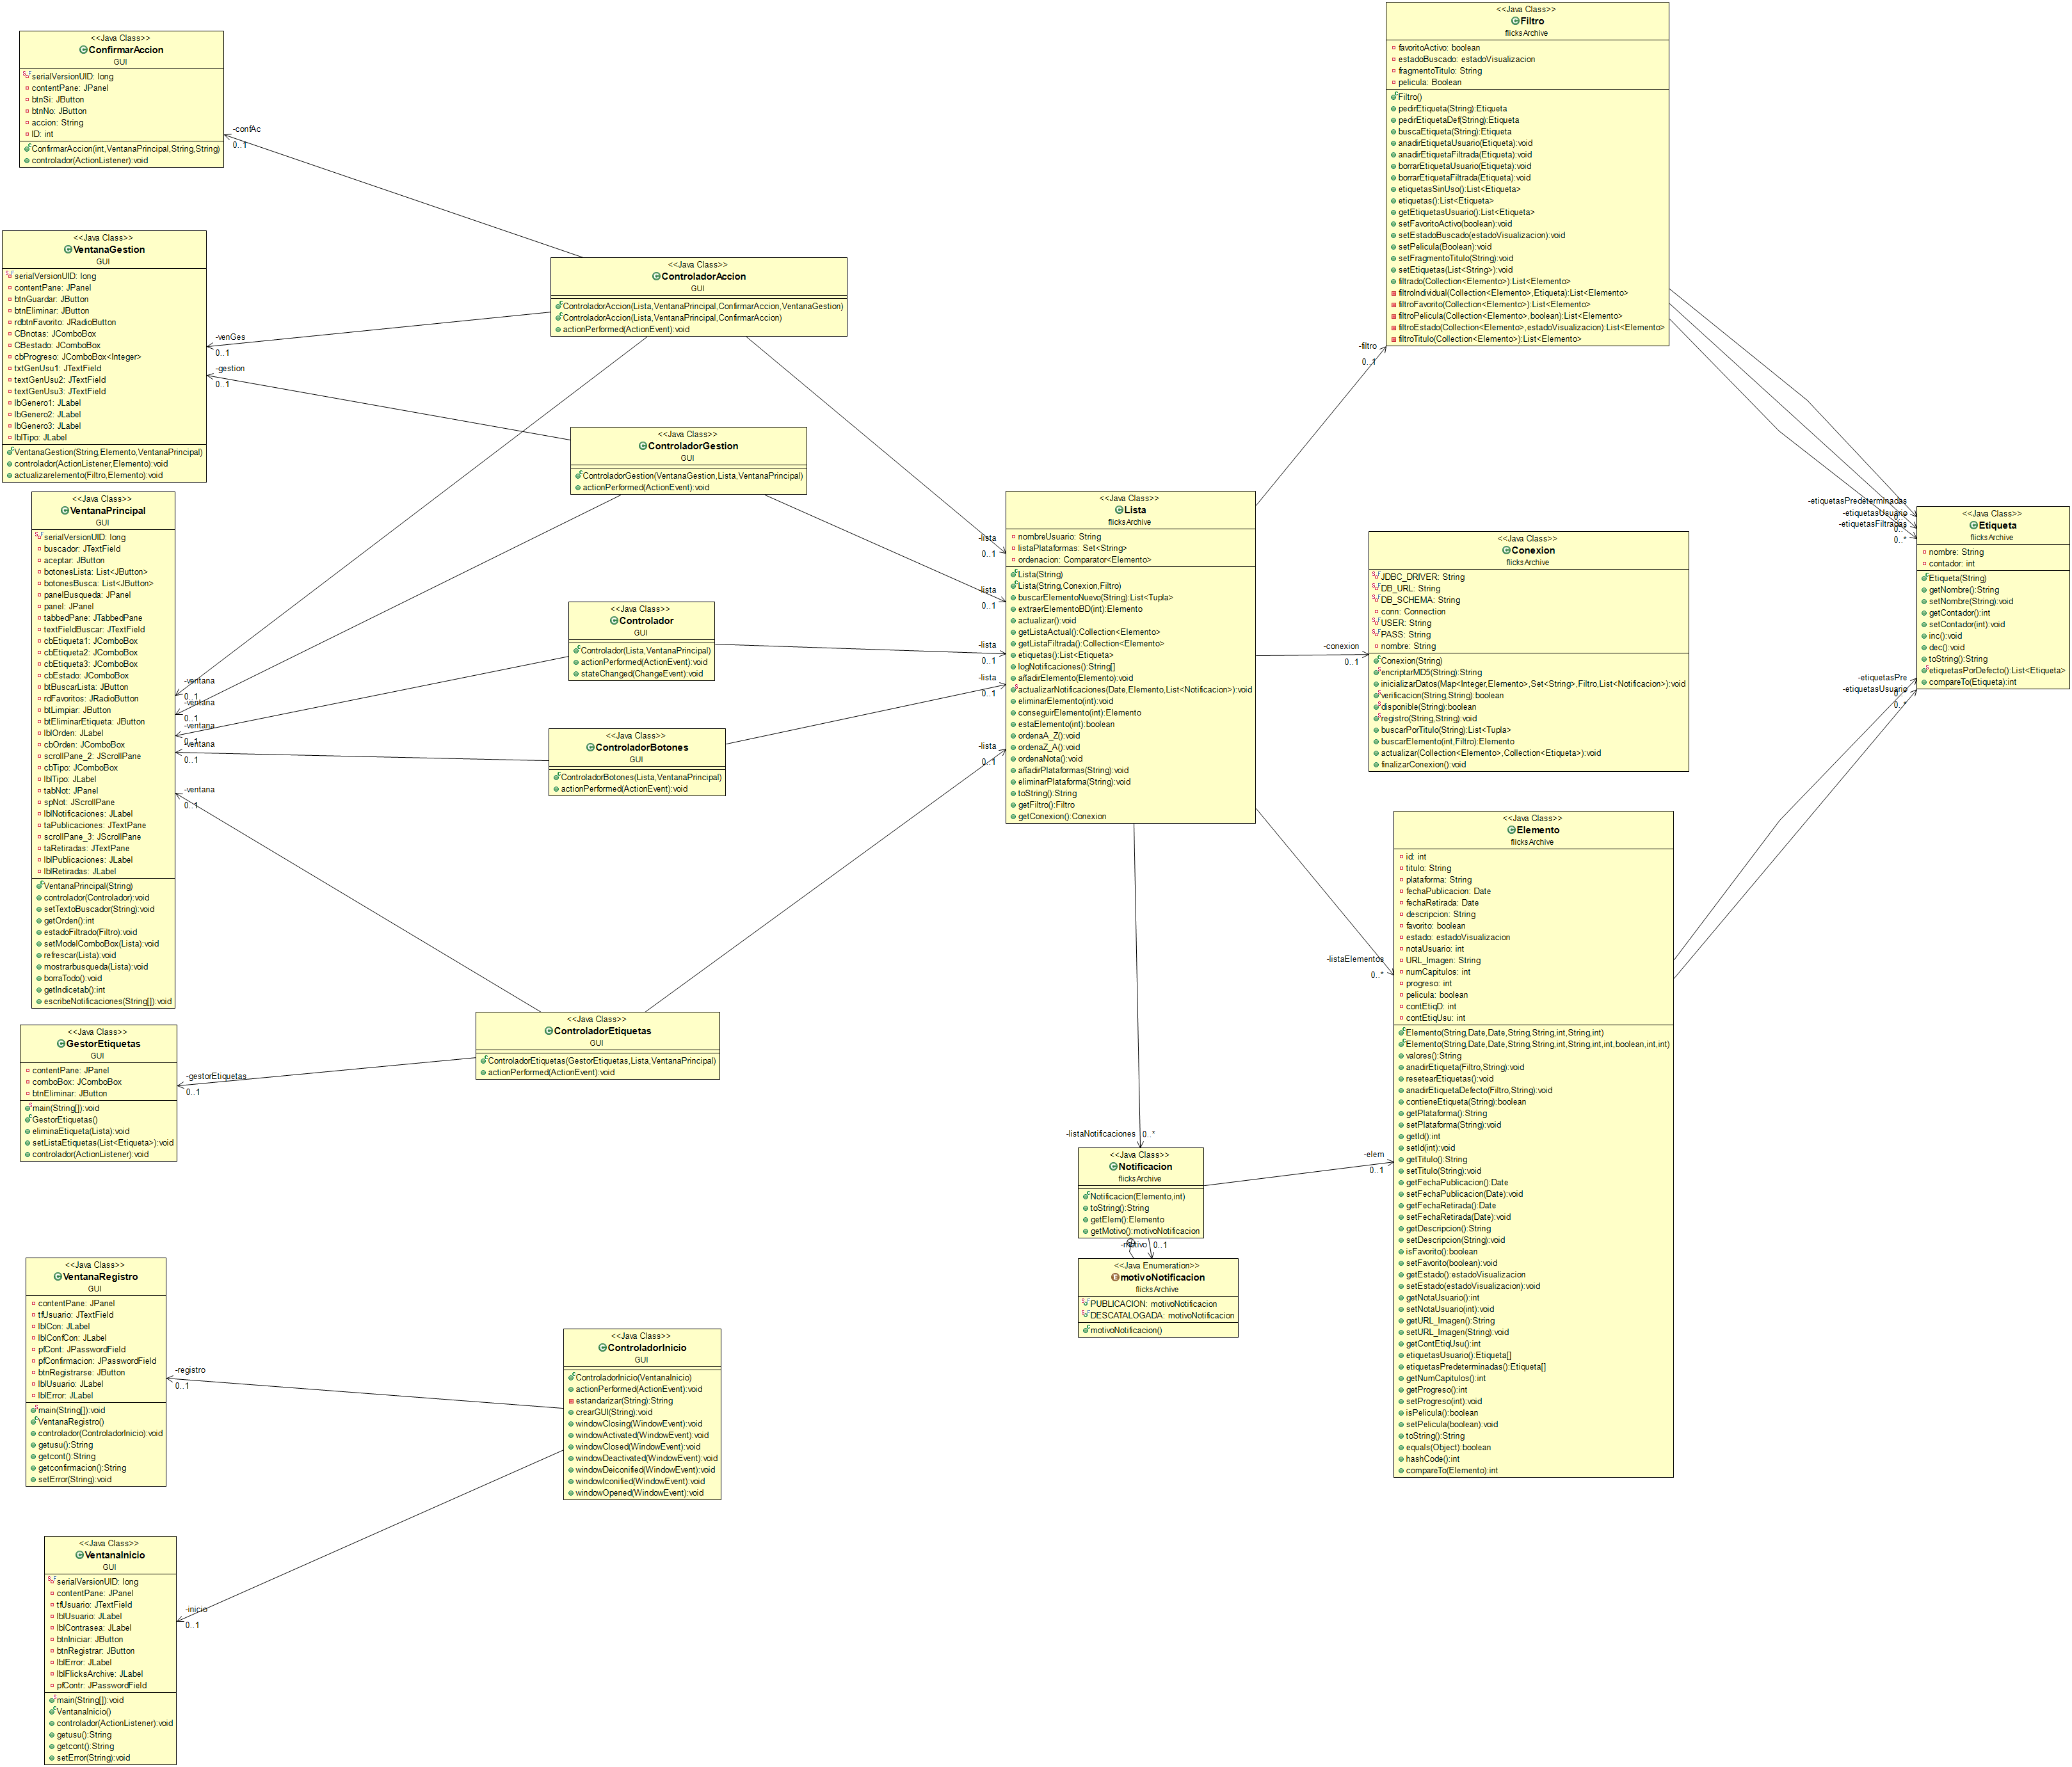 <<Java Class>>
ConfirmarAccion
GUI
serialVersionUID: long
contentPane: JPanel
btnSi: JButton
btnNo: JButton
accion: String
ID: int
ConfirmarAccion(int,VentanaPrincipal,String,String)
controlador(ActionListener):void
<<Java Class>>
VentanaGestion
GUI
serialVersionUID: long
contentPane: JPanel
btnGuardar: JButton
btnEliminar: JButton
rdbtnFavorito: JRadioButton
CBnotas: JComboBox
CBestado: JComboBox
cbProgreso: JComboBox<Integer>
txtGenUsu1: JTextField
textGenUsu2: JTextField
textGenUsu3: JTextField
lbGenero1: JLabel
lbGenero2: JLabel
lbGenero3: JLabel
lblTipo: JLabel
VentanaGestion(String,Elemento,VentanaPrincipal)
controlador(ActionListener,Elemento):void
actualizarelemento(Filtro,Elemento):void
<<Java Class>>
VentanaPrincipal
GUI
serialVersionUID: long
buscador: JTextField
aceptar: JButton
botonesLista: List<JButton>
botonesBusca: List<JButton>
panelBusqueda: JPanel
panel: JPanel
tabbedPane: JTabbedPane
textFieldBuscar: JTextField
cbEtiqueta1: JComboBox
cbEtiqueta2: JComboBox
cbEtiqueta3: JComboBox
cbEstado: JComboBox
btBuscarLista: JButton
rdFavoritos: JRadioButton
btLimpiar: JButton
btEliminarEtiqueta: JButton
lblOrden: JLabel
cbOrden: JComboBox
scrollPane_2: JScrollPane
cbTipo: JComboBox
lblTipo: JLabel
tabNot: JPanel
spNot: JScrollPane
lblNotificaciones: JLabel
taPublicaciones: JTextPane
scrollPane_3: JScrollPane
taRetiradas: JTextPane
lblPublicaciones: JLabel
lblRetiradas: JLabel
VentanaPrincipal(String)
controlador(Controlador):void
setTextoBuscador(String):void
getOrden():int
estadoFiltrado(Filtro):void
setModelComboBox(Lista):void
refrescar(Lista):void
mostrarbusqueda(Lista):void
borraTodo():void
getIndicetab():int
escribeNotificaciones(String[]):void
<<Java Class>>
GestorEtiquetas
GUI
contentPane: JPanel
comboBox: JComboBox
btnEliminar: JButton
main(String[]):void
GestorEtiquetas()
eliminaEtiqueta(Lista):void
setListaEtiquetas(List<Etiqueta>):void
controlador(ActionListener):void
<<Java Class>>
VentanaRegistro
GUI
contentPane: JPanel
tfUsuario: JTextField
lblCon: JLabel
lblConfCon: JLabel
pfCont: JPasswordField
pfConfirmacion: JPasswordField
btnRegistrarse: JButton
lblUsuario: JLabel
lblError: JLabel
main(String[]):void
VentanaRegistro()
controlador(ControladorInicio):void
getusu():String
getcont():String
getconfirmacion():String
setError(String):void
<<Java Class>>
VentanaInicio
GUI
serialVersionUID: long
contentPane: JPanel
tfUsuario: JTextField
lblUsuario: JLabel
lblContrasea: JLabel
btnIniciar: JButton
btnRegistrar: JButton
lblError: JLabel
lblFlicksArchive: JLabel
pfContr: JPasswordField
main(String[]):void
VentanaInicio()
controlador(ActionListener):void
getusu():String
getcont():String
setError(String):void
-confAc
0..1
-venGes
0..1
-gestion
0..1
-ventana
0..1
-ventana
0..1
-ventana
0..1
-ventana
0..1
-ventana
0..1
-gestorEtiquetas
0..1
-registro
0..1
-inicio
0..1
<<Java Class>>
ControladorAccion
GUI
ControladorAccion(Lista,VentanaPrincipal,ConfirmarAccion,VentanaGestion)
ControladorAccion(Lista,VentanaPrincipal,ConfirmarAccion)
actionPerformed(ActionEvent):void
<<Java Class>>
ControladorGestion
GUI
ControladorGestion(VentanaGestion,Lista,VentanaPrincipal)
actionPerformed(ActionEvent):void
<<Java Class>>
Controlador
GUI
Controlador(Lista,VentanaPrincipal)
actionPerformed(ActionEvent):void
stateChanged(ChangeEvent):void
<<Java Class>>
ControladorBotones
GUI
ControladorBotones(Lista,VentanaPrincipal)
actionPerformed(ActionEvent):void
<<Java Class>>
ControladorEtiquetas
GUI
ControladorEtiquetas(GestorEtiquetas,Lista,VentanaPrincipal)
actionPerformed(ActionEvent):void
<<Java Class>>
ControladorInicio
GUI
ControladorInicio(VentanaInicio)
actionPerformed(ActionEvent):void
estandarizar(String):String
crearGUI(String):void
windowClosing(WindowEvent):void
windowActivated(WindowEvent):void
windowClosed(WindowEvent):void
windowDeactivated(WindowEvent):void
windowDeiconified(WindowEvent):void
windowIconified(WindowEvent):void
windowOpened(WindowEvent):void
-lista
0..1
-lista
0..1
-lista
0..1
-lista
0..1
-lista
0..1
<<Java Class>>
Lista
flicksArchive
nombreUsuario: String
listaPlataformas: Set<String>
ordenacion: Comparator<Elemento>
Lista(String)
Lista(String,Conexion,Filtro)
buscarElementoNuevo(String):List<Tupla>
extraerElementoBD(int):Elemento
actualizar():void
getListaActual():Collection<Elemento>
getListaFiltrada():Collection<Elemento>
etiquetas():List<Etiqueta>
logNotificaciones():String[]
añadirElemento(Elemento):void
actualizarNotificaciones(Date,Elemento,List<Notificacion>):void
eliminarElemento(int):void
conseguirElemento(int):Elemento
estaElemento(int):boolean
ordenaA_Z():void
ordenaZ_A():void
ordenaNota():void
añadirPlataformas(String):void
eliminarPlataforma(String):void
toString():String
getFiltro():Filtro
getConexion():Conexion
-filtro
0..1
-conexion
0..1
-listaElementos
0..*
-listaNotificaciones
0..*
<<Java Class>>
Notificacion
flicksArchive
Notificacion(Elemento,int)
toString():String
getElem():Elemento
getMotivo():motivoNotificacion
-elem
0..1
-motivo
0..1
<<Java Enumeration>>
motivoNotificacion
flicksArchive
PUBLICACION: motivoNotificacion
DESCATALOGADA: motivoNotificacion
motivoNotificacion()
<<Java Class>>
Filtro
flicksArchive
favoritoActivo: boolean
estadoBuscado: estadoVisualizacion
fragmentoTitulo: String
pelicula: Boolean
Filtro()
pedirEtiqueta(String):Etiqueta
pedirEtiquetaDef(String):Etiqueta
buscaEtiqueta(String):Etiqueta
anadirEtiquetaUsuario(Etiqueta):void
anadirEtiquetaFiltrada(Etiqueta):void
borrarEtiquetaUsuario(Etiqueta):void
borrarEtiquetaFiltrada(Etiqueta):void
etiquetasSinUso():List<Etiqueta>
etiquetas():List<Etiqueta>
getEtiquetasUsuario():List<Etiqueta>
setFavoritoActivo(boolean):void
setEstadoBuscado(estadoVisualizacion):void
setPelicula(Boolean):void
setFragmentoTitulo(String):void
setEtiquetas(List<String>):void
filtrado(Collection<Elemento>):List<Elemento>
filtroIndividual(Collection<Elemento>,Etiqueta):List<Elemento>
filtroFavorito(Collection<Elemento>):List<Elemento>
filtroPelicula(Collection<Elemento>,boolean):List<Elemento>
filtroEstado(Collection<Elemento>,estadoVisualizacion):List<Elemento>
filtroTitulo(Collection<Elemento>):List<Elemento>
<<Java Class>>
Conexion
flicksArchive
JDBC_DRIVER: String
DB_URL: String
DB_SCHEMA: String
conn: Connection
USER: String
PASS: String
nombre: String
Conexion(String)
encriptarMD5(String):String
inicializarDatos(Map<Integer,Elemento>,Set<String>,Filtro,List<Notificacion>):void
verificacion(String,String):boolean
disponible(String):boolean
registro(String,String):void
buscarPorTitulo(String):List<Tupla>
buscarElemento(int,Filtro):Elemento
actualizar(Collection<Elemento>,Collection<Etiqueta>):void
finalizarConexion():void
<<Java Class>>
Elemento
flicksArchive
id: int
titulo: String
plataforma: String
fechaPublicacion: Date
fechaRetirada: Date
descripcion: String
favorito: boolean
estado: estadoVisualizacion
notaUsuario: int
URL_Imagen: String
numCapitulos: int
progreso: int
pelicula: boolean
contEtiqD: int
contEtiqUsu: int
Elemento(String,Date,Date,String,String,int,String,int)
Elemento(String,Date,Date,String,String,int,String,int,int,boolean,int,int)
valores():String
anadirEtiqueta(Filtro,String):void
resetearEtiquetas():void
anadirEtiquetaDefecto(Filtro,String):void
contieneEtiqueta(String):boolean
getPlataforma():String
setPlataforma(String):void
getId():int
setId(int):void
getTitulo():String
setTitulo(String):void
getFechaPublicacion():Date
setFechaPublicacion(Date):void
getFechaRetirada():Date
setFechaRetirada(Date):void
getDescripcion():String
setDescripcion(String):void
isFavorito():boolean
setFavorito(boolean):void
getEstado():estadoVisualizacion
setEstado(estadoVisualizacion):void
getNotaUsuario():int
setNotaUsuario(int):void
getURL_Imagen():String
setURL_Imagen(String):void
getContEtiqUsu():int
etiquetasUsuario():Etiqueta[]
etiquetasPredeterminadas():Etiqueta[]
getNumCapitulos():int
getProgreso():int
setProgreso(int):void
isPelicula():boolean
setPelicula(boolean):void
toString():String
equals(Object):boolean
hashCode():int
compareTo(Elemento):int
-etiquetasPredeterminadas
-etiquetasUsuario
-etiquetasFiltradas
0..*
-etiquetasPre
-etiquetasUsuario
0..*
<<Java Class>>
Etiqueta
flicksArchive
nombre: String
contador: int
Etiqueta(String)
getNombre():String
setNombre(String):void
getContador():int
setContador(int):void
inc():void
dec():void
toString():String
etiquetasPorDefecto():List<Etiqueta>
compareTo(Etiqueta):int